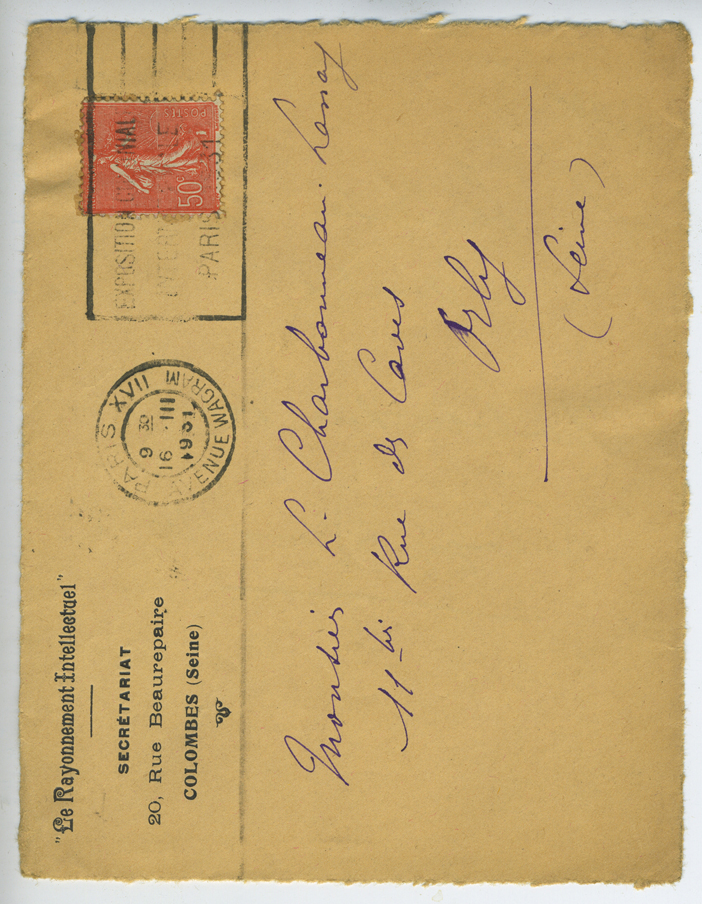 "Le Rayonnement Intellectuel"
SECRÉTARIAT
20, Rue Beaurepaire
COLOMBES (Seine)
PARIS XVII
AVENUE WAGRAM
9 30
16 • III
1931
EXPOSITION
PARIS
POSTES
50c
Monsieur L. Charbonneau-Lassay
11 bis Rue des Caves
Orly
(Seine)